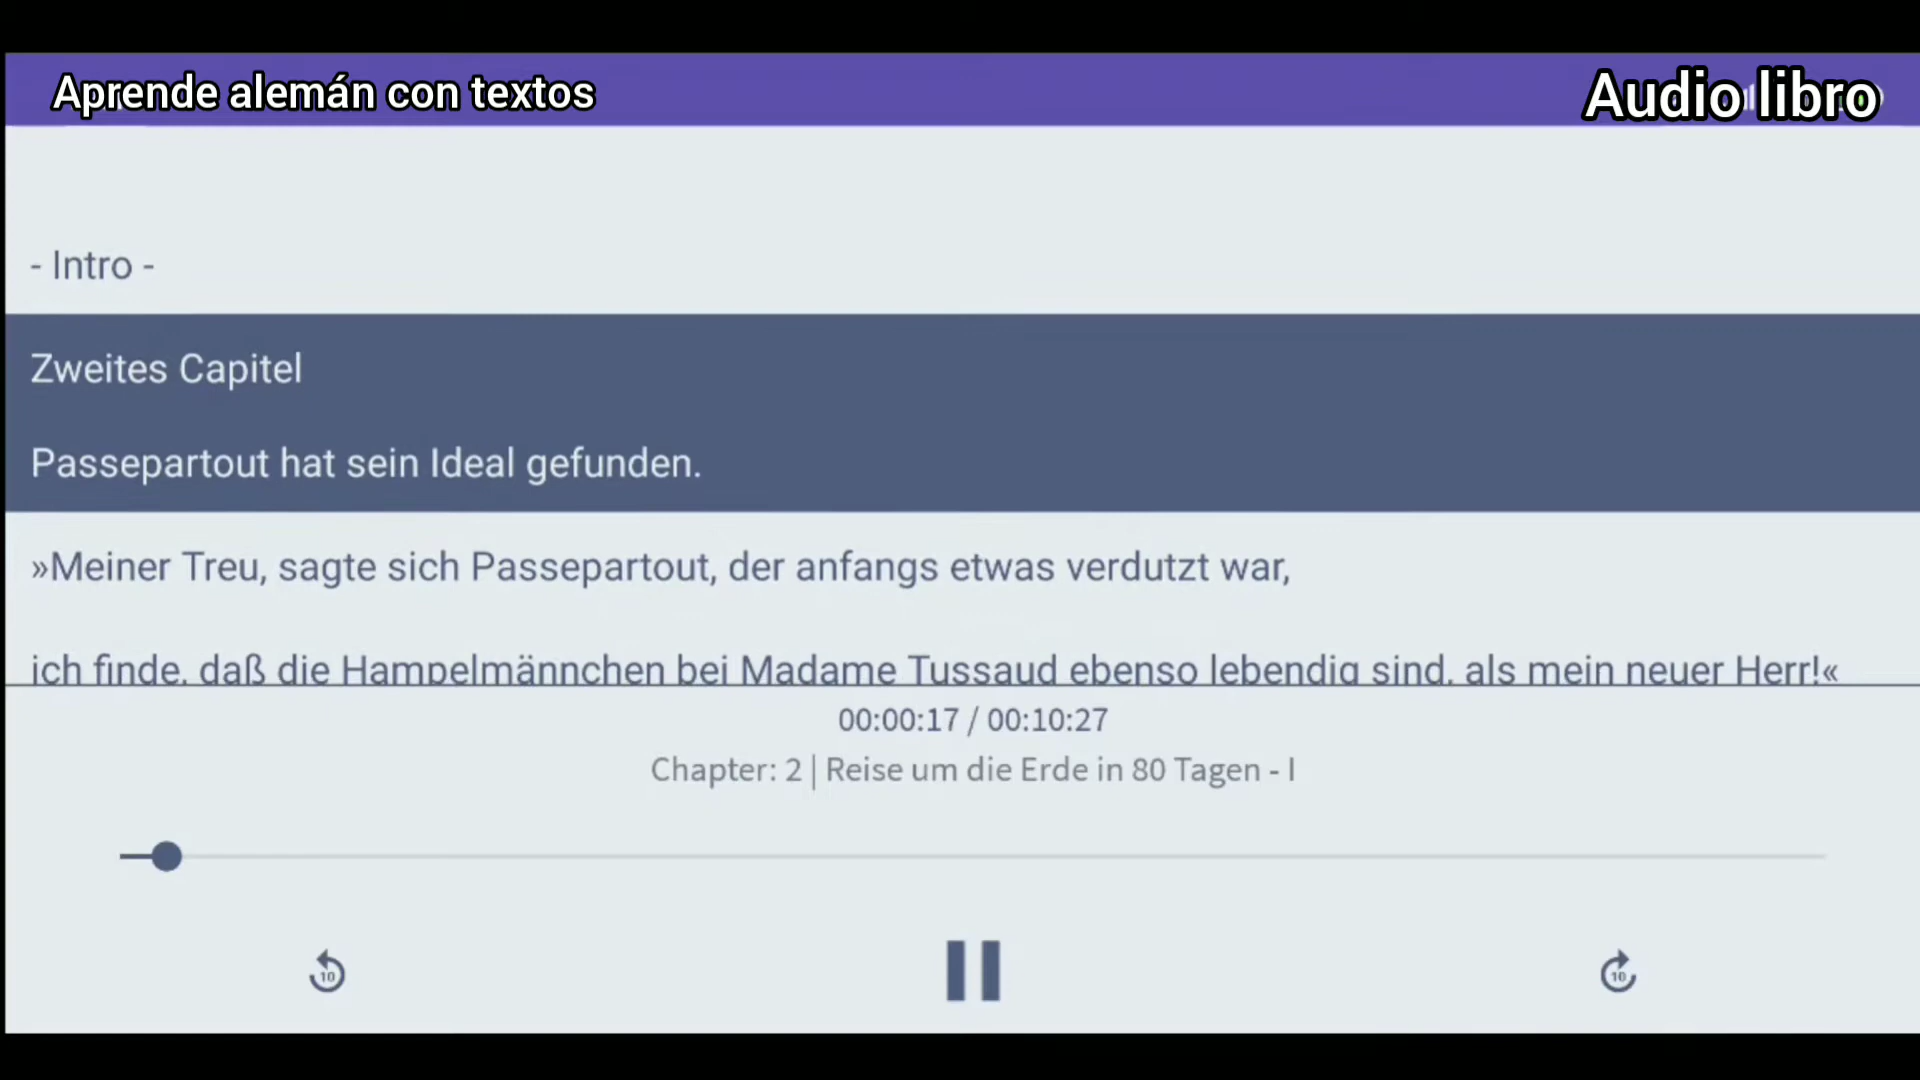 Aprende alemán con textos
Audio libro
- Intro -
Zweites Capitel
Passepartout hat sein Ideal gefunden.
»Meiner Treu, sagte sich Passepartout, der anfangs etwas verdutzt war,
ich finde, daß die Hampelmännchen bei Madame Tussaud ebenso lebendig sind, als mein neuer Herr!«
00:00:17 / 00:10:27
Chapter: 2 | Reise um die Erde in 80 Tagen - I
10
10